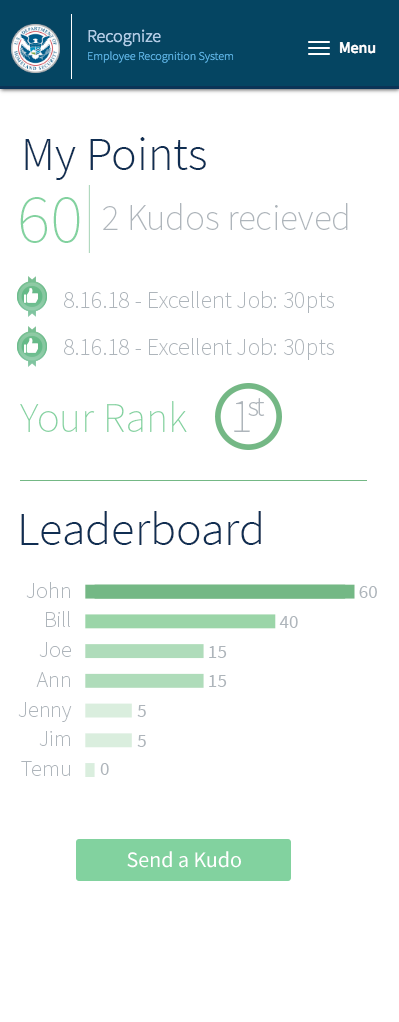 Recognize
Employee Recognition System
Menu
My Points
60
2 Kudos recieved
8.16.18 - Excellent Job: 30pts
8.16.18 - Excellent Job: 30pts
Your Rank
1st
Leaderboard
John 60
Bill 40
Joe 15
Ann 15
Jenny 5
Jim 5
Temu 0
Send a Kudo